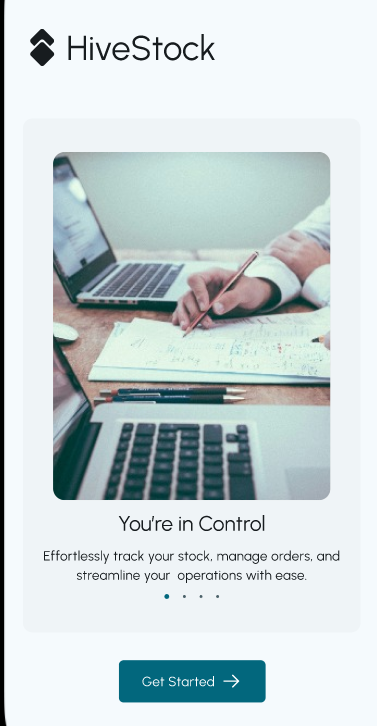 HiveStock
You're in Control
Effortlessly track your stock, manage orders, and
streamline your  operations with ease.
Get Started